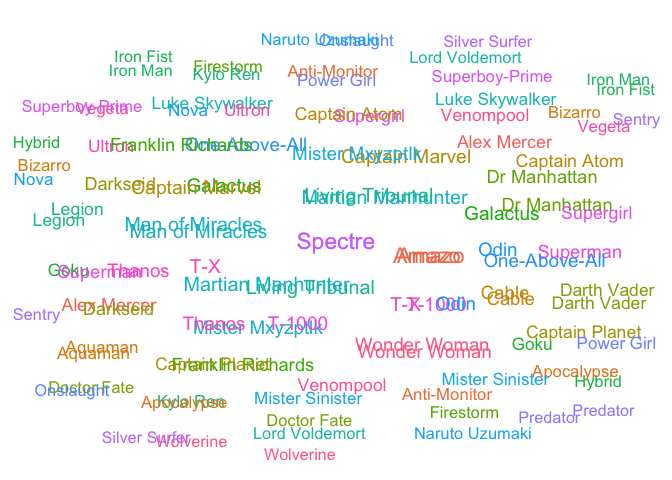 Naruto Uzumaki
Onslaught
Silver Surfer
Iron Fist
Lord Voldemort
Firestorm
Iron Man
Kylo Ren
Anti-Monitor
Power Girl
Superboy-Prime
Iron Man
Iron Fist
Superboy-Prime
Vegeta
Luke Skywalker
Nova
Ultron
Captain Atom
Supergirl
Luke Skywalker
Venompool
Bizarro
Sentry
Vegeta
Hybrid
Ultron
Franklin Richards
One-Above-All
Mister Mxyzptlk
Captain Marvel
Alex Mercer
Captain Atom
Bizarro
Nova
Darkseid
Captain Marvel
Galactus
Living Tribunal
Martian Manhunter
Dr Manhattan
Dr Manhattan
Legion
Legion
Man of Miracles
Man of Miracles
Galactus
Supergirl
Spectre
Amazo
Amazo
Odin
Superman
One-Above-All
Goku
Superman
Thanos
T-X
Martian Manhunter
Living Tribunal
Cable
Cable
Darth Vader
Darth Vader
Alex Mercer
Darkseid
Sentry
T-X
T-1000
Odin
Thanos
T-1000
Mister Mxyzptlk
Captain Planet
Wonder Woman
Wonder Woman
Goku
Power Girl
Aquaman
Aquaman
Captain Planet
Franklin Richards
Apocalypse
Hybrid
Doctor Fate
Onslaught
Venompool
Mister Sinister
Apocalypse
Kylo Ren
Mister Sinister
Anti-Monitor
Firestorm
Predator
Predator
Doctor Fate
Silver Surfer
Wolverine
Lord Voldemort
Naruto Uzumaki
Wolverine